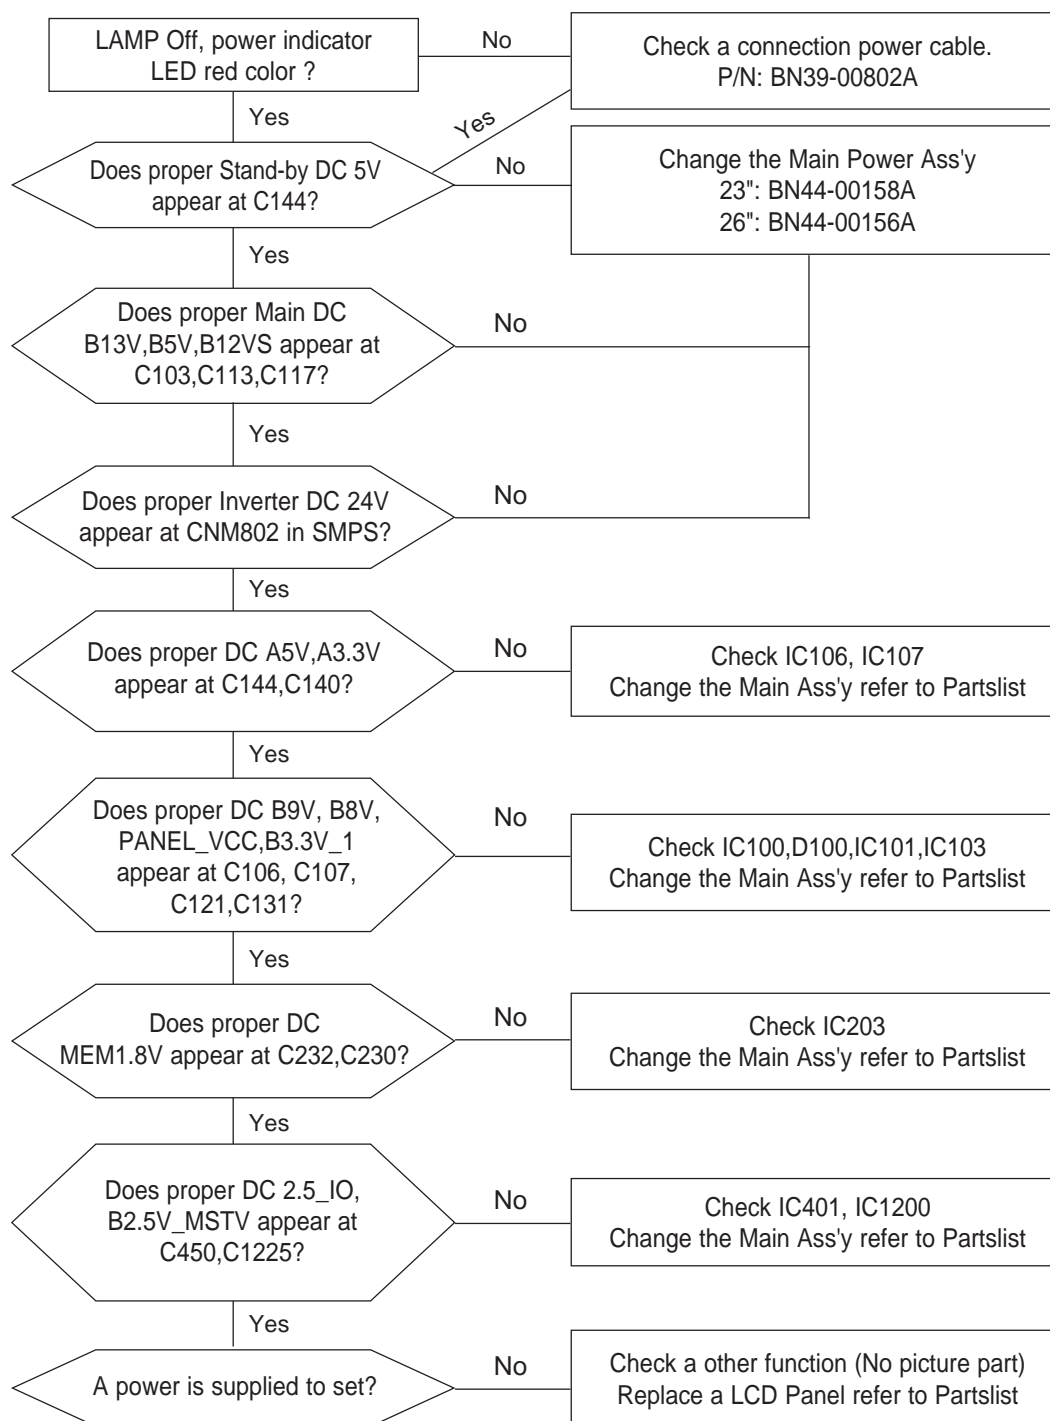 LAMP Off, power indicator
LED red color ?
No
Check a connection power cable.
P/N: BN39-00802A
Yes
Yes
Does proper Stand-by DC 5V
appear at C144?
No
Change the Main Power Ass'y
23": BN44-00158A
26": BN44-00156A
Yes
Does proper Main DC
B13V,B5V,B12VS appear at
C103,C113,C117?
No
Yes
Does proper Inverter DC 24V
appear at CNM802 in SMPS?
No
Yes
Does proper DC A5V,A3.3V
appear at C144,C140?
No
Check IC106, IC107
Change the Main Ass'y refer to Partslist
Yes
Does proper DC B9V, B8V,
PANEL_VCC,B3.3V_1
appear at C106, C107,
C121,C131?
No
Check IC100,D100,IC101,IC103
Change the Main Ass'y refer to Partslist
Yes
Does proper DC
MEM1.8V appear at C232,C230?
No
Check IC203
Change the Main Ass'y refer to Partslist
Yes
Does proper DC 2.5_IO,
B2.5V_MSTV appear at
C450,C1225?
No
Check IC401, IC1200
Change the Main Ass'y refer to Partslist
Yes
A power is supplied to set?
No
Check a other function (No picture part)
Replace a LCD Panel refer to Partslist